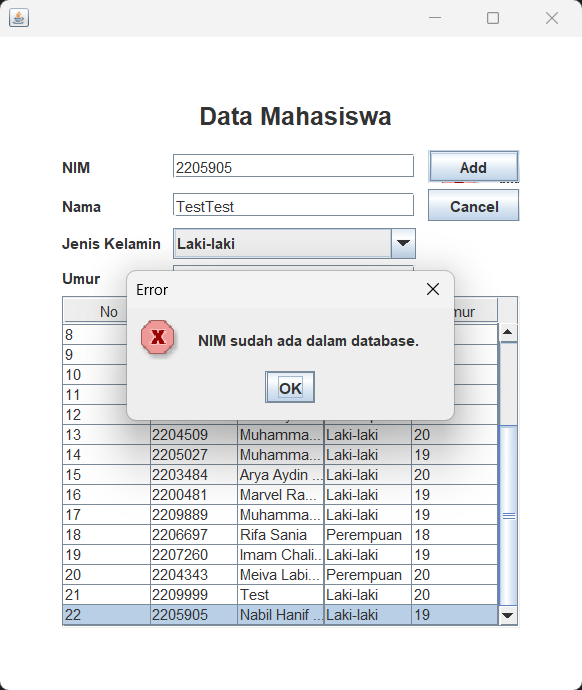 Data Mahasiswa
NIM 2205905 Add
Nama TestTest Cancel
Jenis Kelamin Laki-laki
Umur
Error
NIM sudah ada dalam database.
OK
No
8
9
10
11
12
13 2204509 Muhamma... Laki-laki 20
14 2205027 Muhamma... Laki-laki 19
15 2203484 Arya Aydin ... Laki-laki 20
16 2200481 Marvel Ra... Laki-laki 19
17 2209889 Muhamma... Laki-laki 19
18 2206697 Rifa Sania Perempuan 18
19 2207260 Imam Chali... Laki-laki 19
20 2204343 Meiva Labi... Perempuan 20
21 2209999 Test Laki-laki 20
22 2205905 Nabil Hanif ... Laki-laki 19